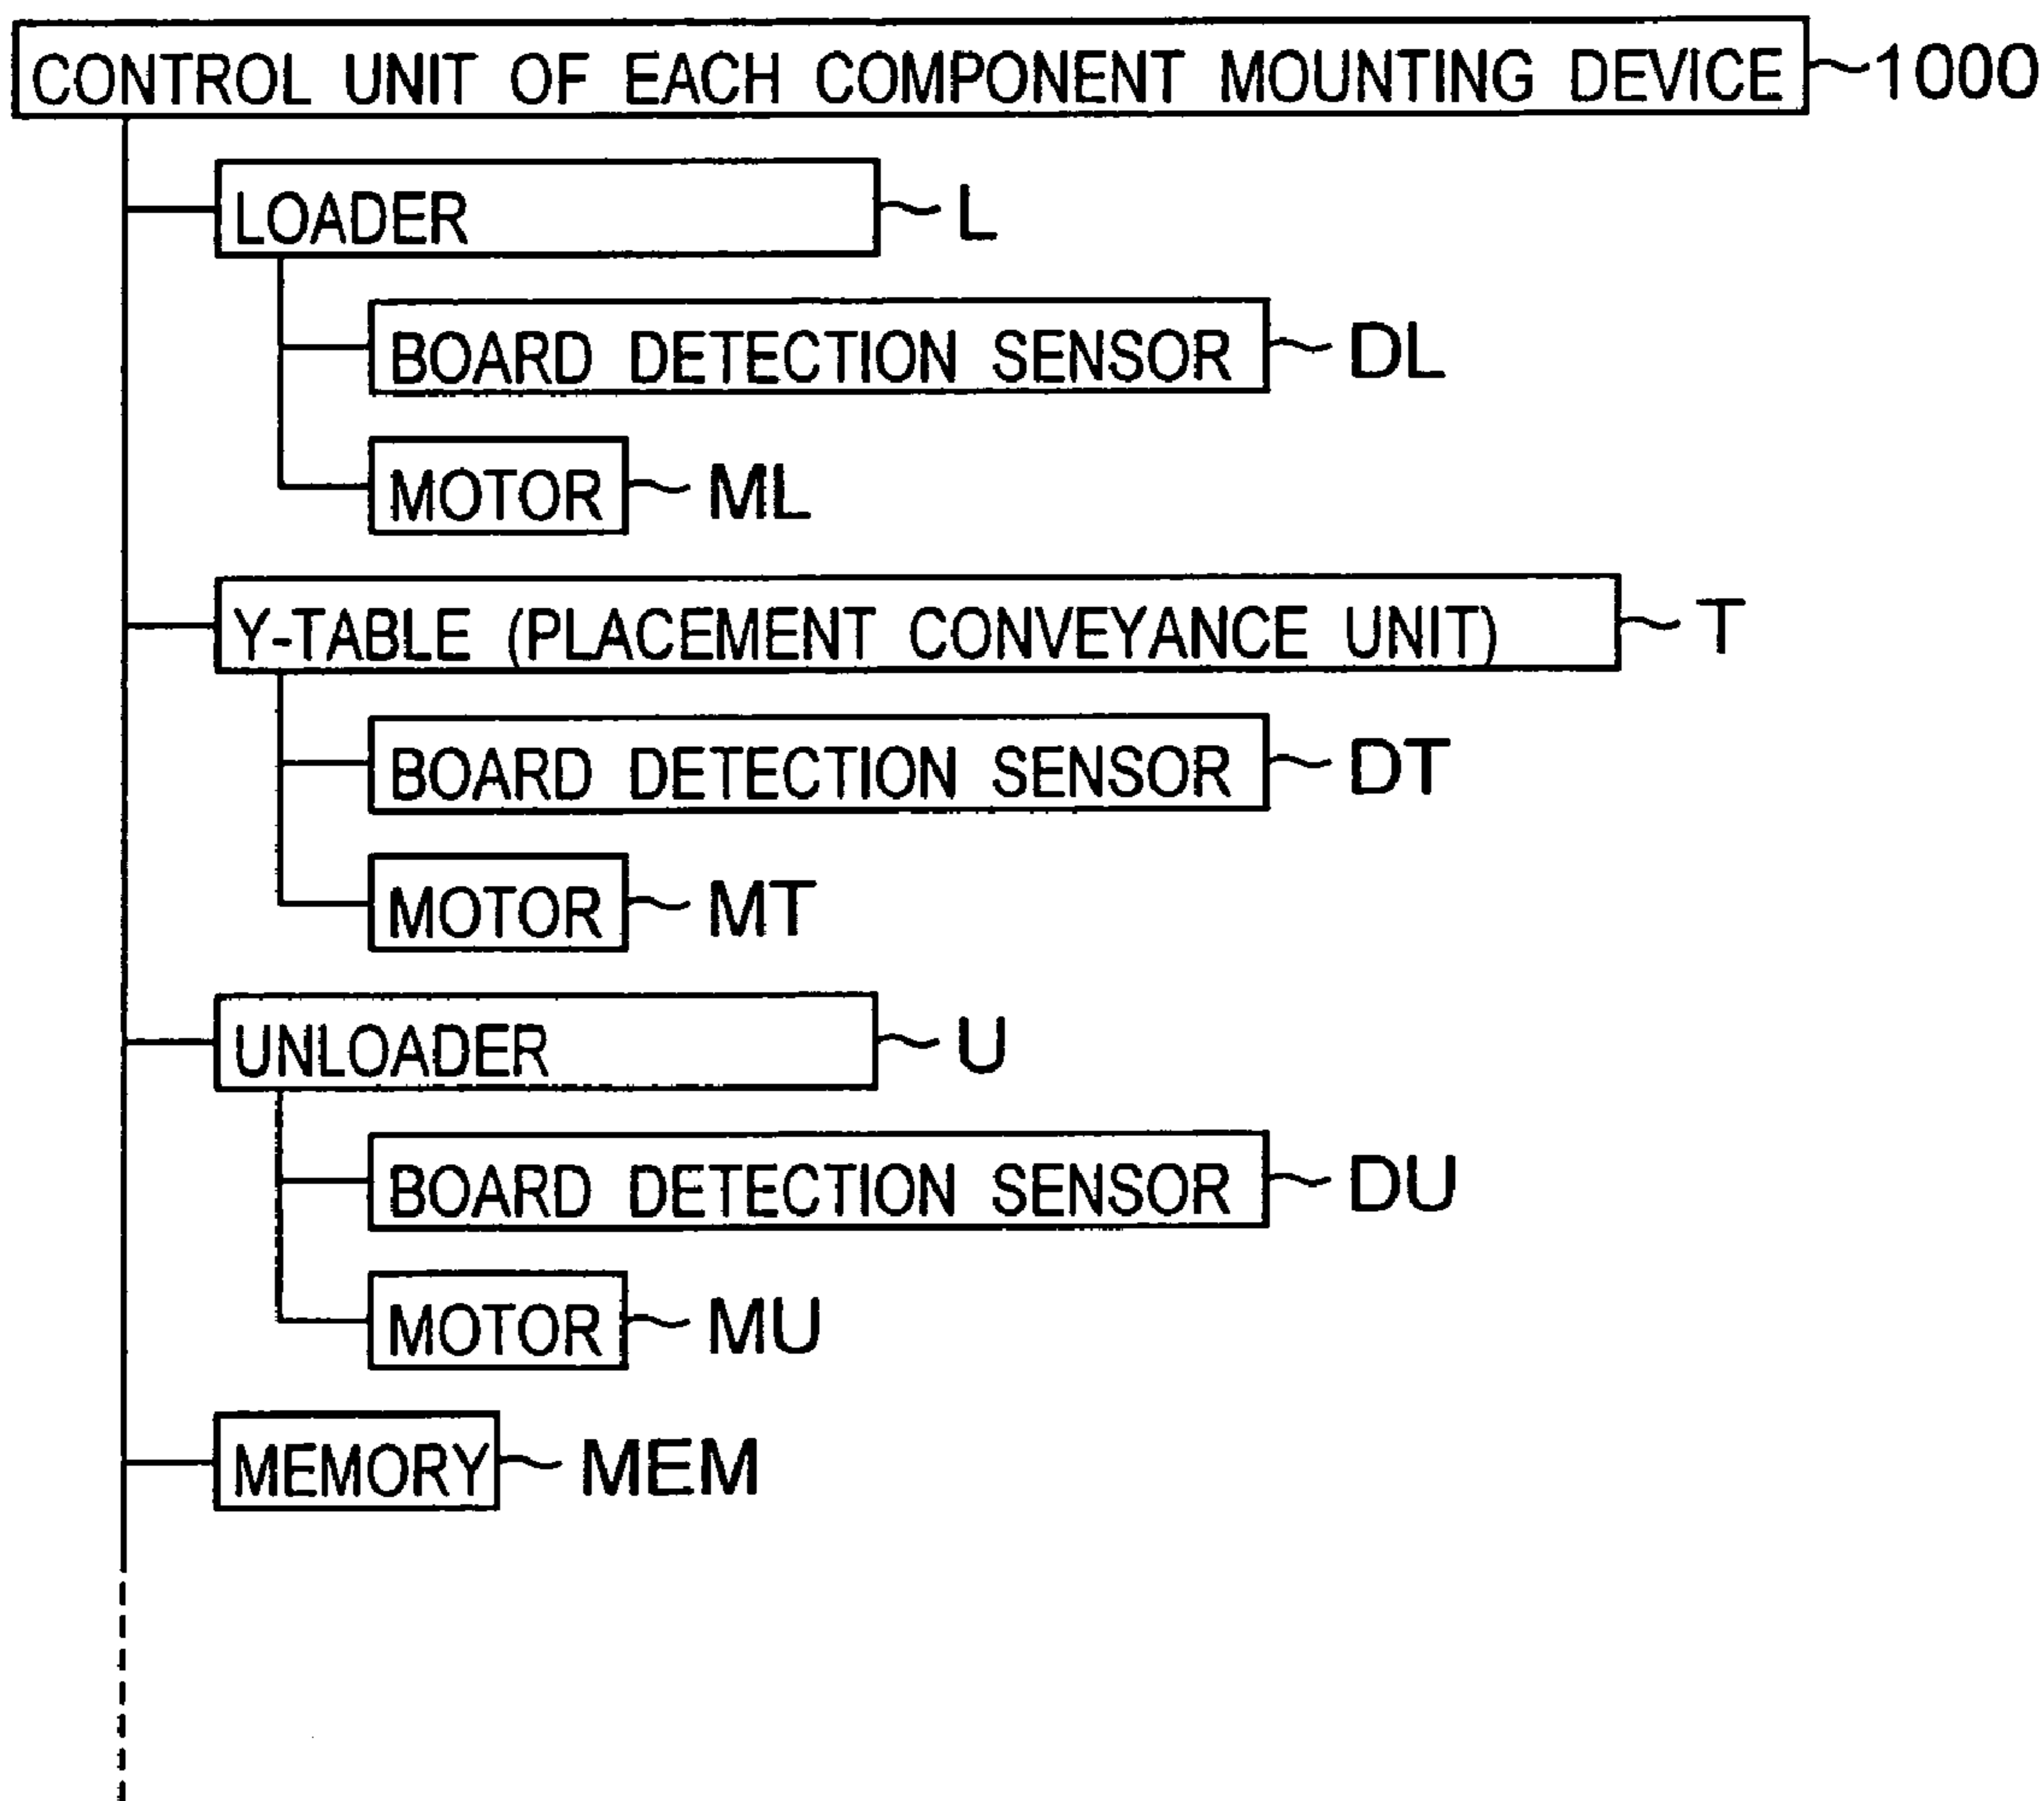 CONTROL UNIT OF EACH COMPONENT MOUNTING DEVICE 1000
LOADER L
BOARD DETECTION SENSOR DL
MOTOR ML
Y-TABLE (PLACEMENT CONVEYANCE UNIT) T
BOARD DETECTION SENSOR DT
MOTOR MT
UNLOADER U
BOARD DETECTION SENSOR DU
MOTOR MU
MEMORY MEM